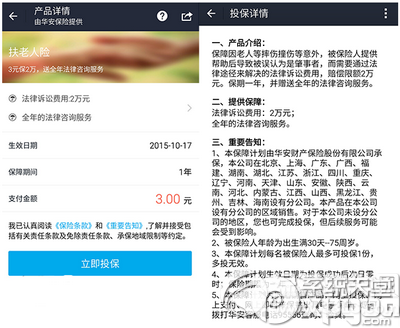 产品详情
由华安保险提供
扶老人险
3元保2万，送全年法律咨询服务
法律诉讼费用:2万元
全年的法律咨询服务
生效日期 2015-10-17
保障期间 1年
支付金额 3.00 元
我已认真阅读《保险条款》和《重要告知》,了解并接受包括有关责任条款及免除责任条款、承保地域限制等约定。
立即投保
投保详情
一、产品介绍：
保障因老人等摔伤撞伤等意外，被保险人提供
帮助后导致被误认为是肇事者，而需要通过法
律途来解决的法律诉讼费用，赔偿限额2万
元。保期一年，并赠送全年的法律咨询服务。
二、提供保障：
法律诉讼费用：2万元；
全年的法律咨询服务。
三、重要告知：
1、本保障计划由华安财产保险股份有限公司承
保，本公司在北京、上海、广东、广西、福
建、湖南、湖北、江苏、浙江、四川、重庆、
辽宁、河南、天津、山东、安徽、陕西、云
南、河北、内蒙古、江西、山西、黑龙江、贵
州、吉林、海南设有分公司。本产品在本公司
设有分公司的区域销售。对于本公司未设分公
司的地区，您也可完成投保，但后续服务可能
会受到影响。
2、被保险人年龄为出生满30天~75周岁。
3、本保障计划每名被保险人最多可投保1份，
多投无效。
4、本保障计划生效日期为投保成功后次日零
时；保险期
5、保障
上支付、
拨打华安